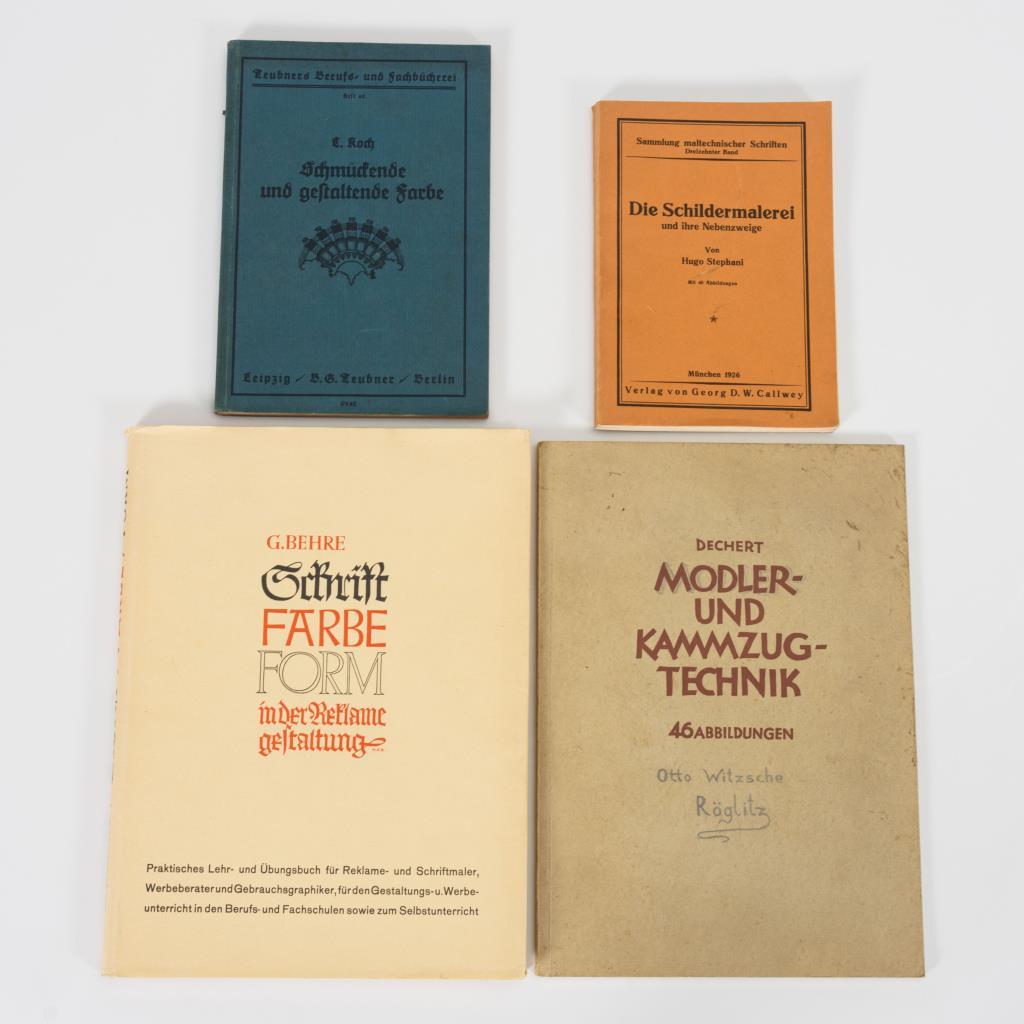 Teubners Berufs- und Fachbücherei
C. Koch
Schmückende
und gestaltende Farbe
Leipzig / B.G. Teubner / Berlin
Sammlung maltechnischer Schriften
Dreizehnter Band
Die Schildermalerei
und ihre Nebenzweige
Von
Hugo Stephani
Mit 40 Abbildungen
München 1926
Verlag von Georg D. W. Callwey
G. BEHRE
Schrift
FARBE
FORM
in der Reklame
gestaltung
Praktisches Lehr- und Übungsbuch für Reklame- und Schriftmaler,
Werbeberater und Gebrauchsgraphiker, für den Gestaltungs- u. Werbe-
unterricht in den Berufs- und Fachschulen sowie zum Selbstunterricht
DECHERT
MODLER-
UND
KAMMZUG-
TECHNIK
46 ABBILDUNGEN
Otto Witzsche
Röglitz